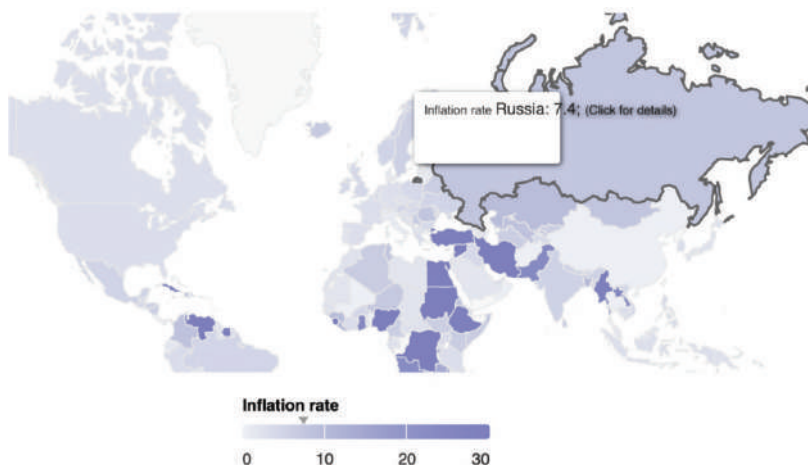 Inflation rate Russia: 7.4; (Click for details)
Inflation rate
0 10 20 30